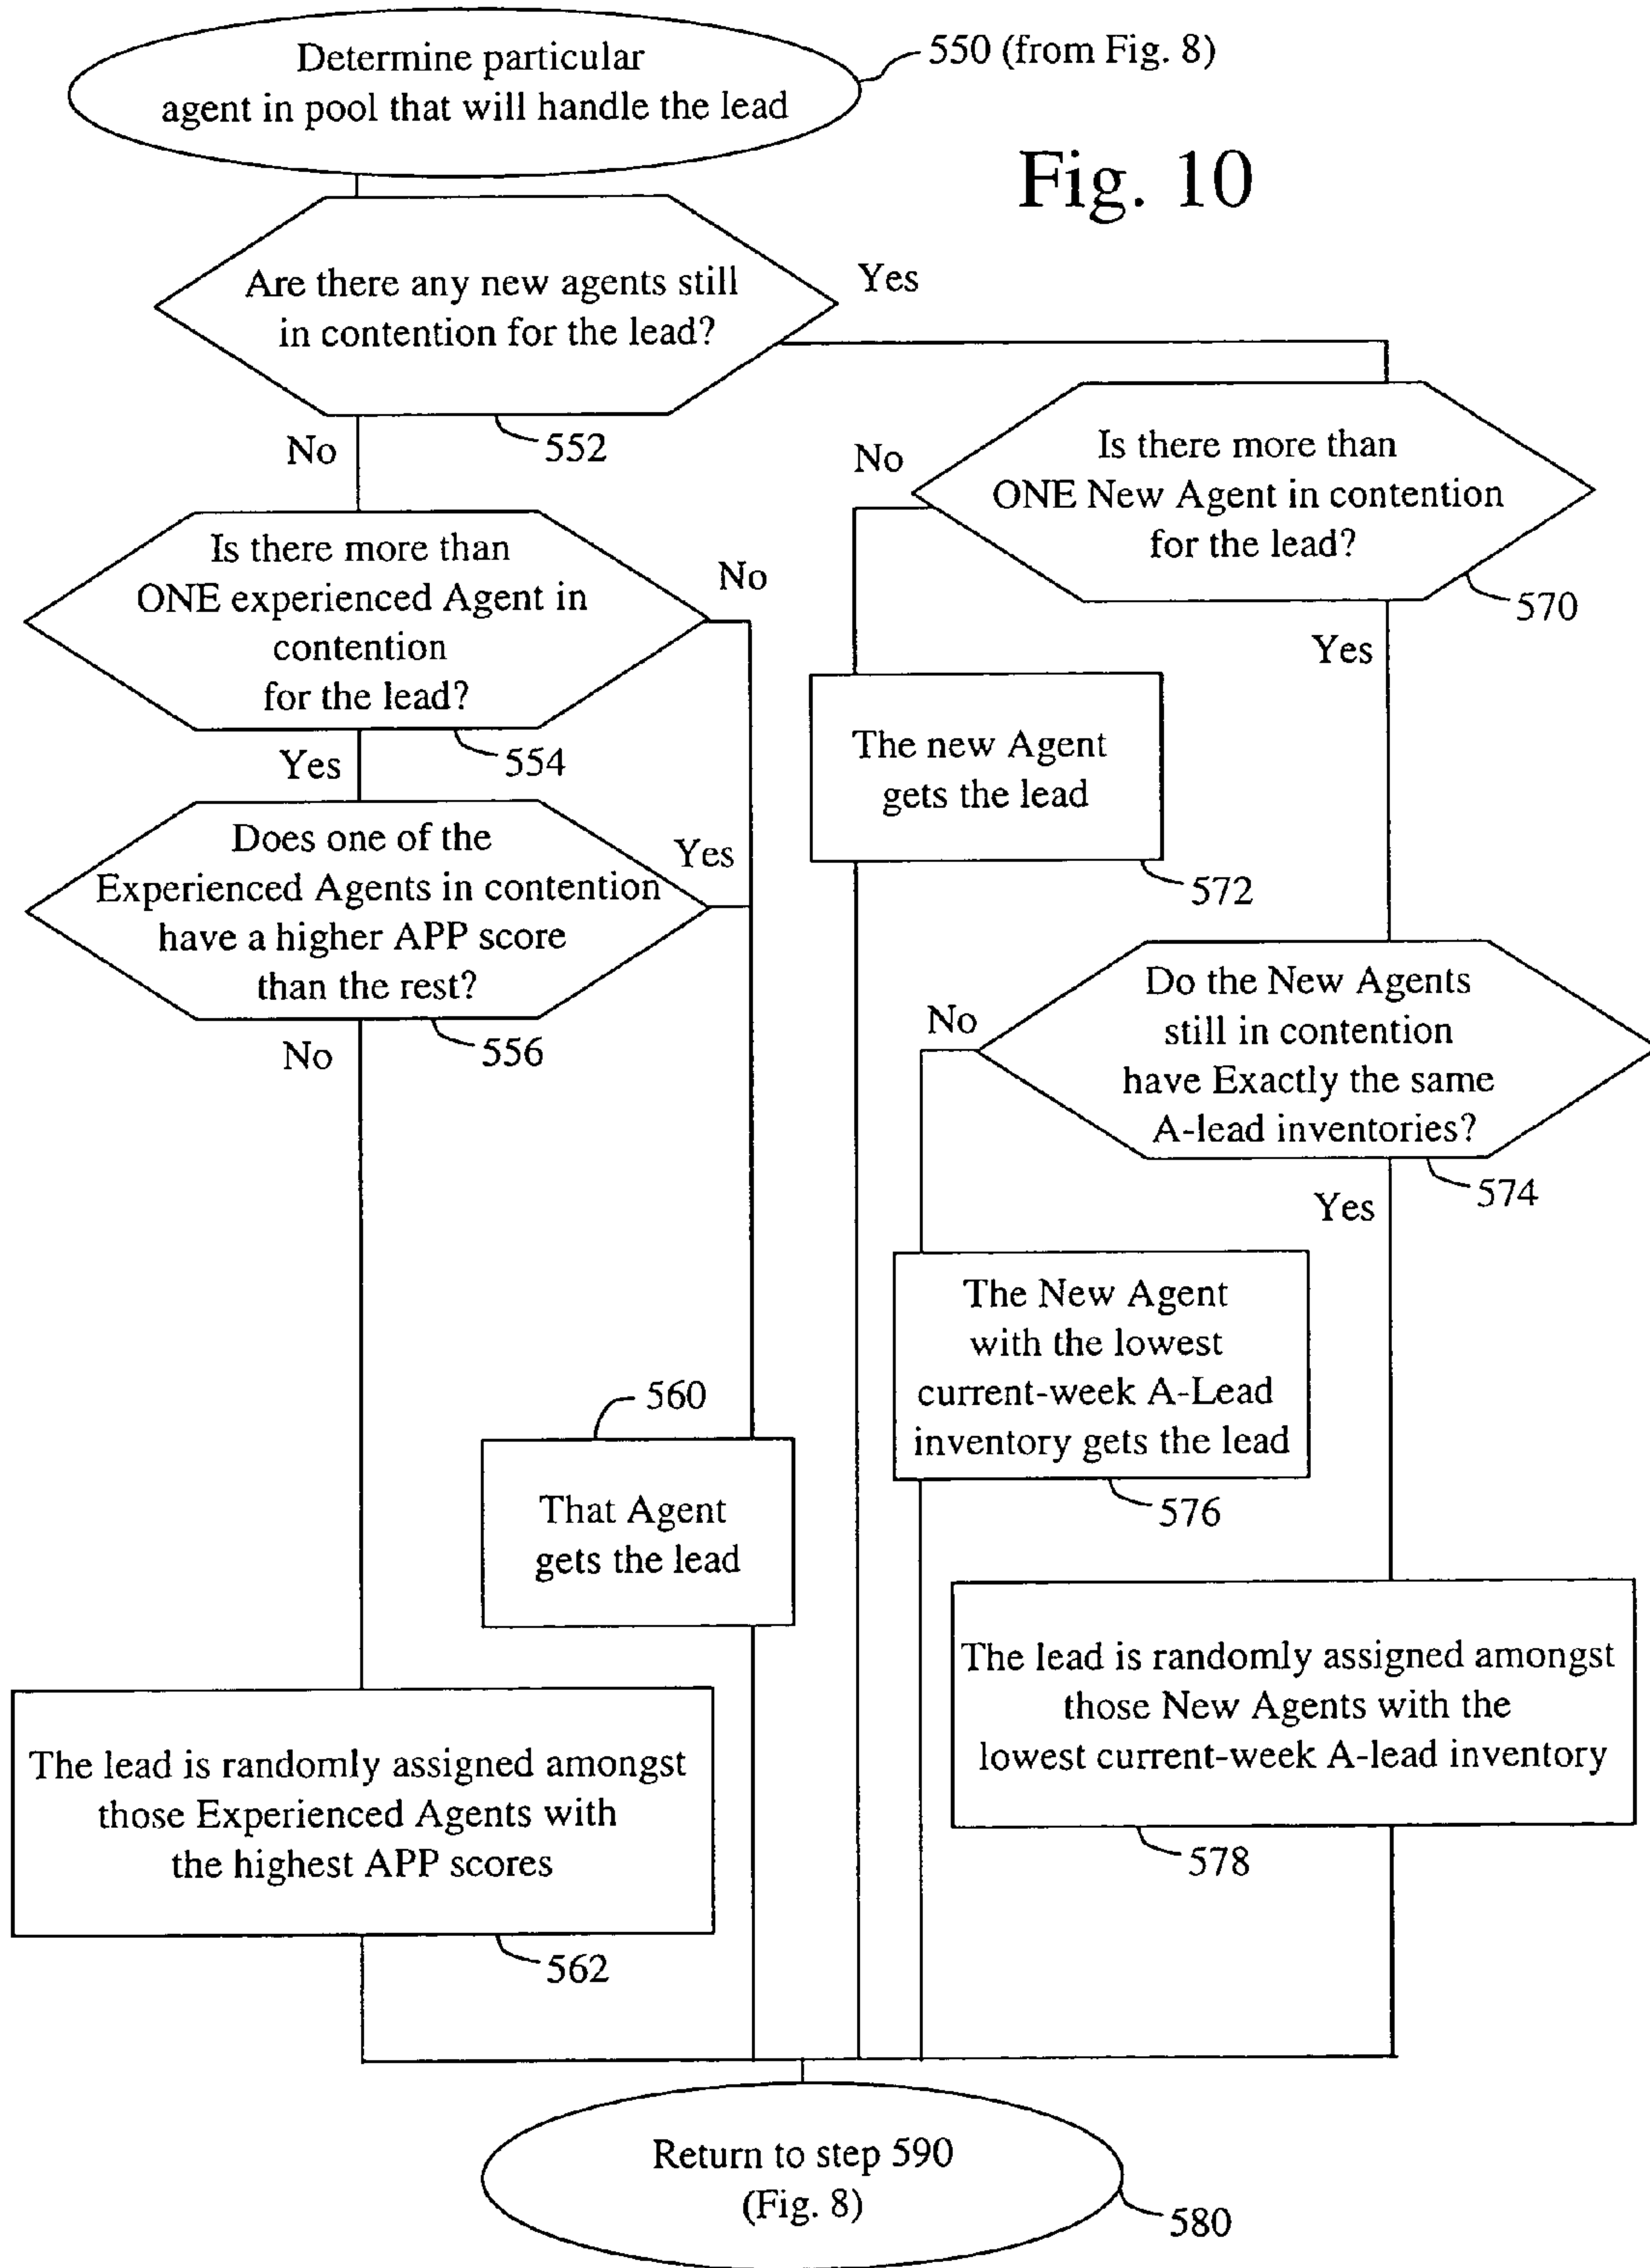 Determine particular
agent in pool that will handle the lead
550 (from Fig. 8)
Fig. 10
Are there any new agents still
in contention for the lead?
Yes
No
552
Is there more than
ONE New Agent in contention
for the lead?
No
570
Yes
Is there more than
ONE experienced Agent in
contention
for the lead?
No
554
Yes
The new Agent
gets the lead
572
Does one of the
Experienced Agents in contention
have a higher APP score
than the rest?
Yes
556
No
Do the New Agents
still in contention
have Exactly the same
A-lead inventories?
No
574
Yes
The New Agent
with the lowest
current-week A-Lead
inventory gets the lead
576
560
That Agent
gets the lead
The lead is randomly assigned amongst
those New Agents with the
lowest current-week A-lead inventory
578
The lead is randomly assigned amongst
those Experienced Agents with
the highest APP scores
562
Return to step 590
(Fig. 8)
580